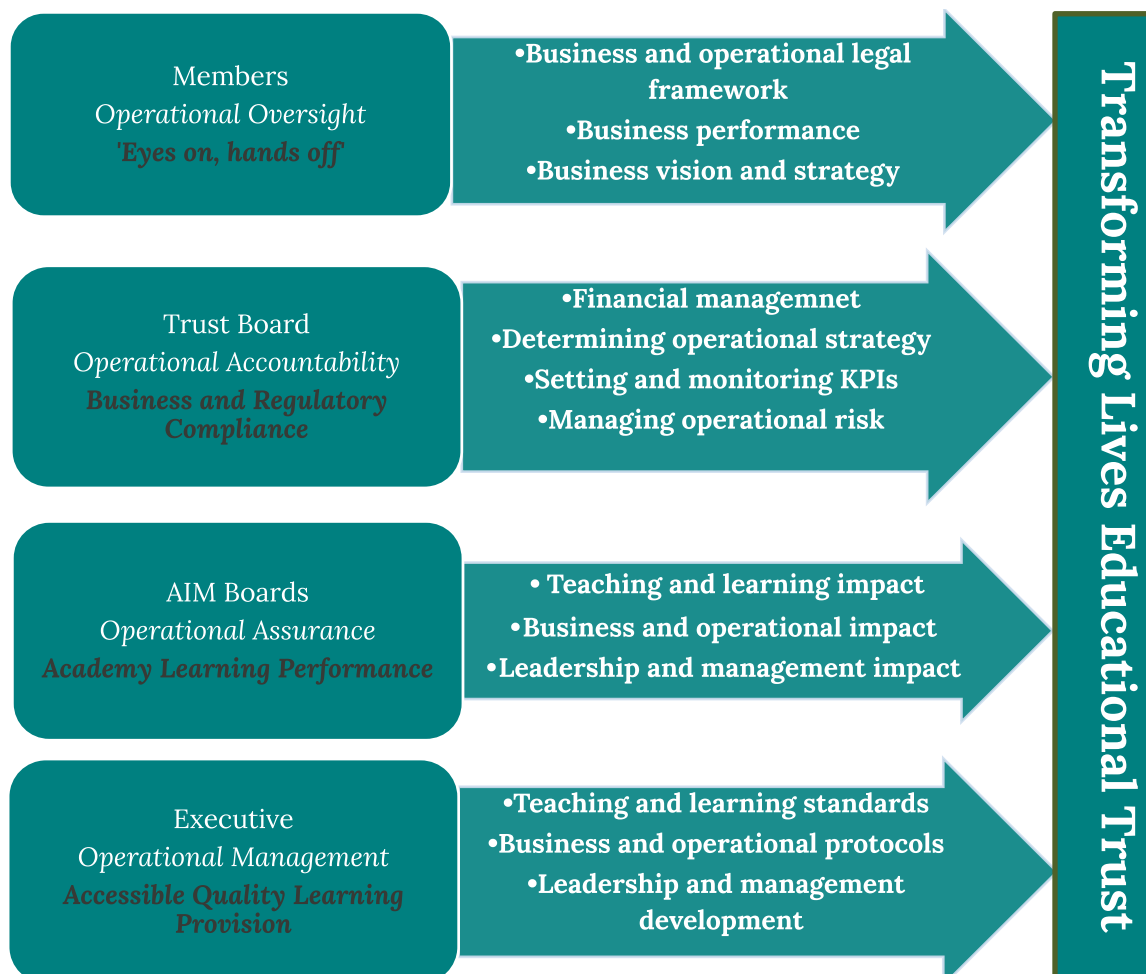 Members
Operational Oversight
'Eyes on, hands off'
•Business and operational legal
framework
•Business performance
•Business vision and strategy
Trust Board
Operational Accountability
Business and Regulatory
Compliance
•Financial managemnet
•Determining operational strategy
•Setting and monitoring KPIs
•Managing operational risk
AIM Boards
Operational Assurance
Academy Learning Performance
• Teaching and learning impact
•Business and operational impact
•Leadership and management impact
Executive
Operational Management
Accessible Quality Learning
Provision
•Teaching and learning standards
•Business and operational protocols
•Leadership and management
development
Transforming Lives Educational Trust